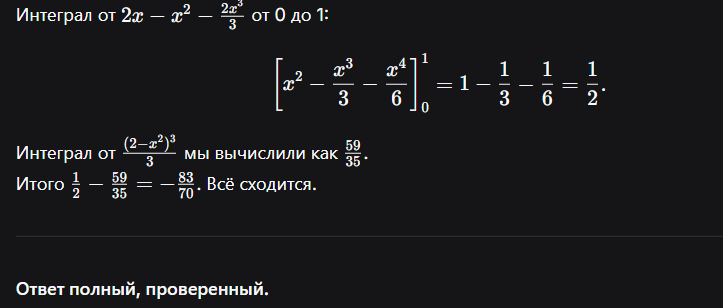 Интеграл от $2x - x^2 - \frac{2x^3}{3}$ от 0 до 1:
$$\left[x^2 - \frac{x^3}{3} - \frac{x^4}{6}\right]_0^1 = 1 - \frac{1}{3} - \frac{1}{6} = \frac{1}{2}.$$
Интеграл от $\frac{(2-x^2)^3}{3}$ мы вычислили как $\frac{59}{35}$.
Итого $\frac{1}{2} - \frac{59}{35} = -\frac{83}{70}$. Всё сходится.
Ответ полный, проверенный.